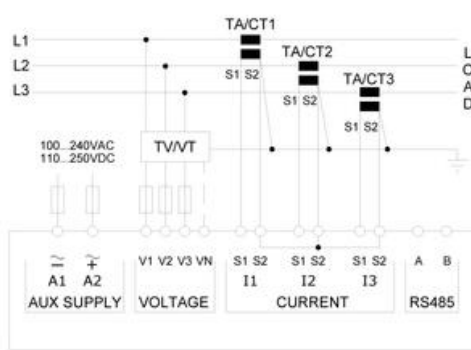 TA/CT1
L1
TA/CT2
L2
S1 S2
TA/CT3
L3
S1 S2
S1 S2
L
O
A
D
100...240VAC
110...250VDC
TV/VT
V1 V2 V3 VN
S1 S2 S1 S2 S1 S2
A B
A1 A2
I1 I2 I3
AUX SUPPLY
VOLTAGE
CURRENT
RS485